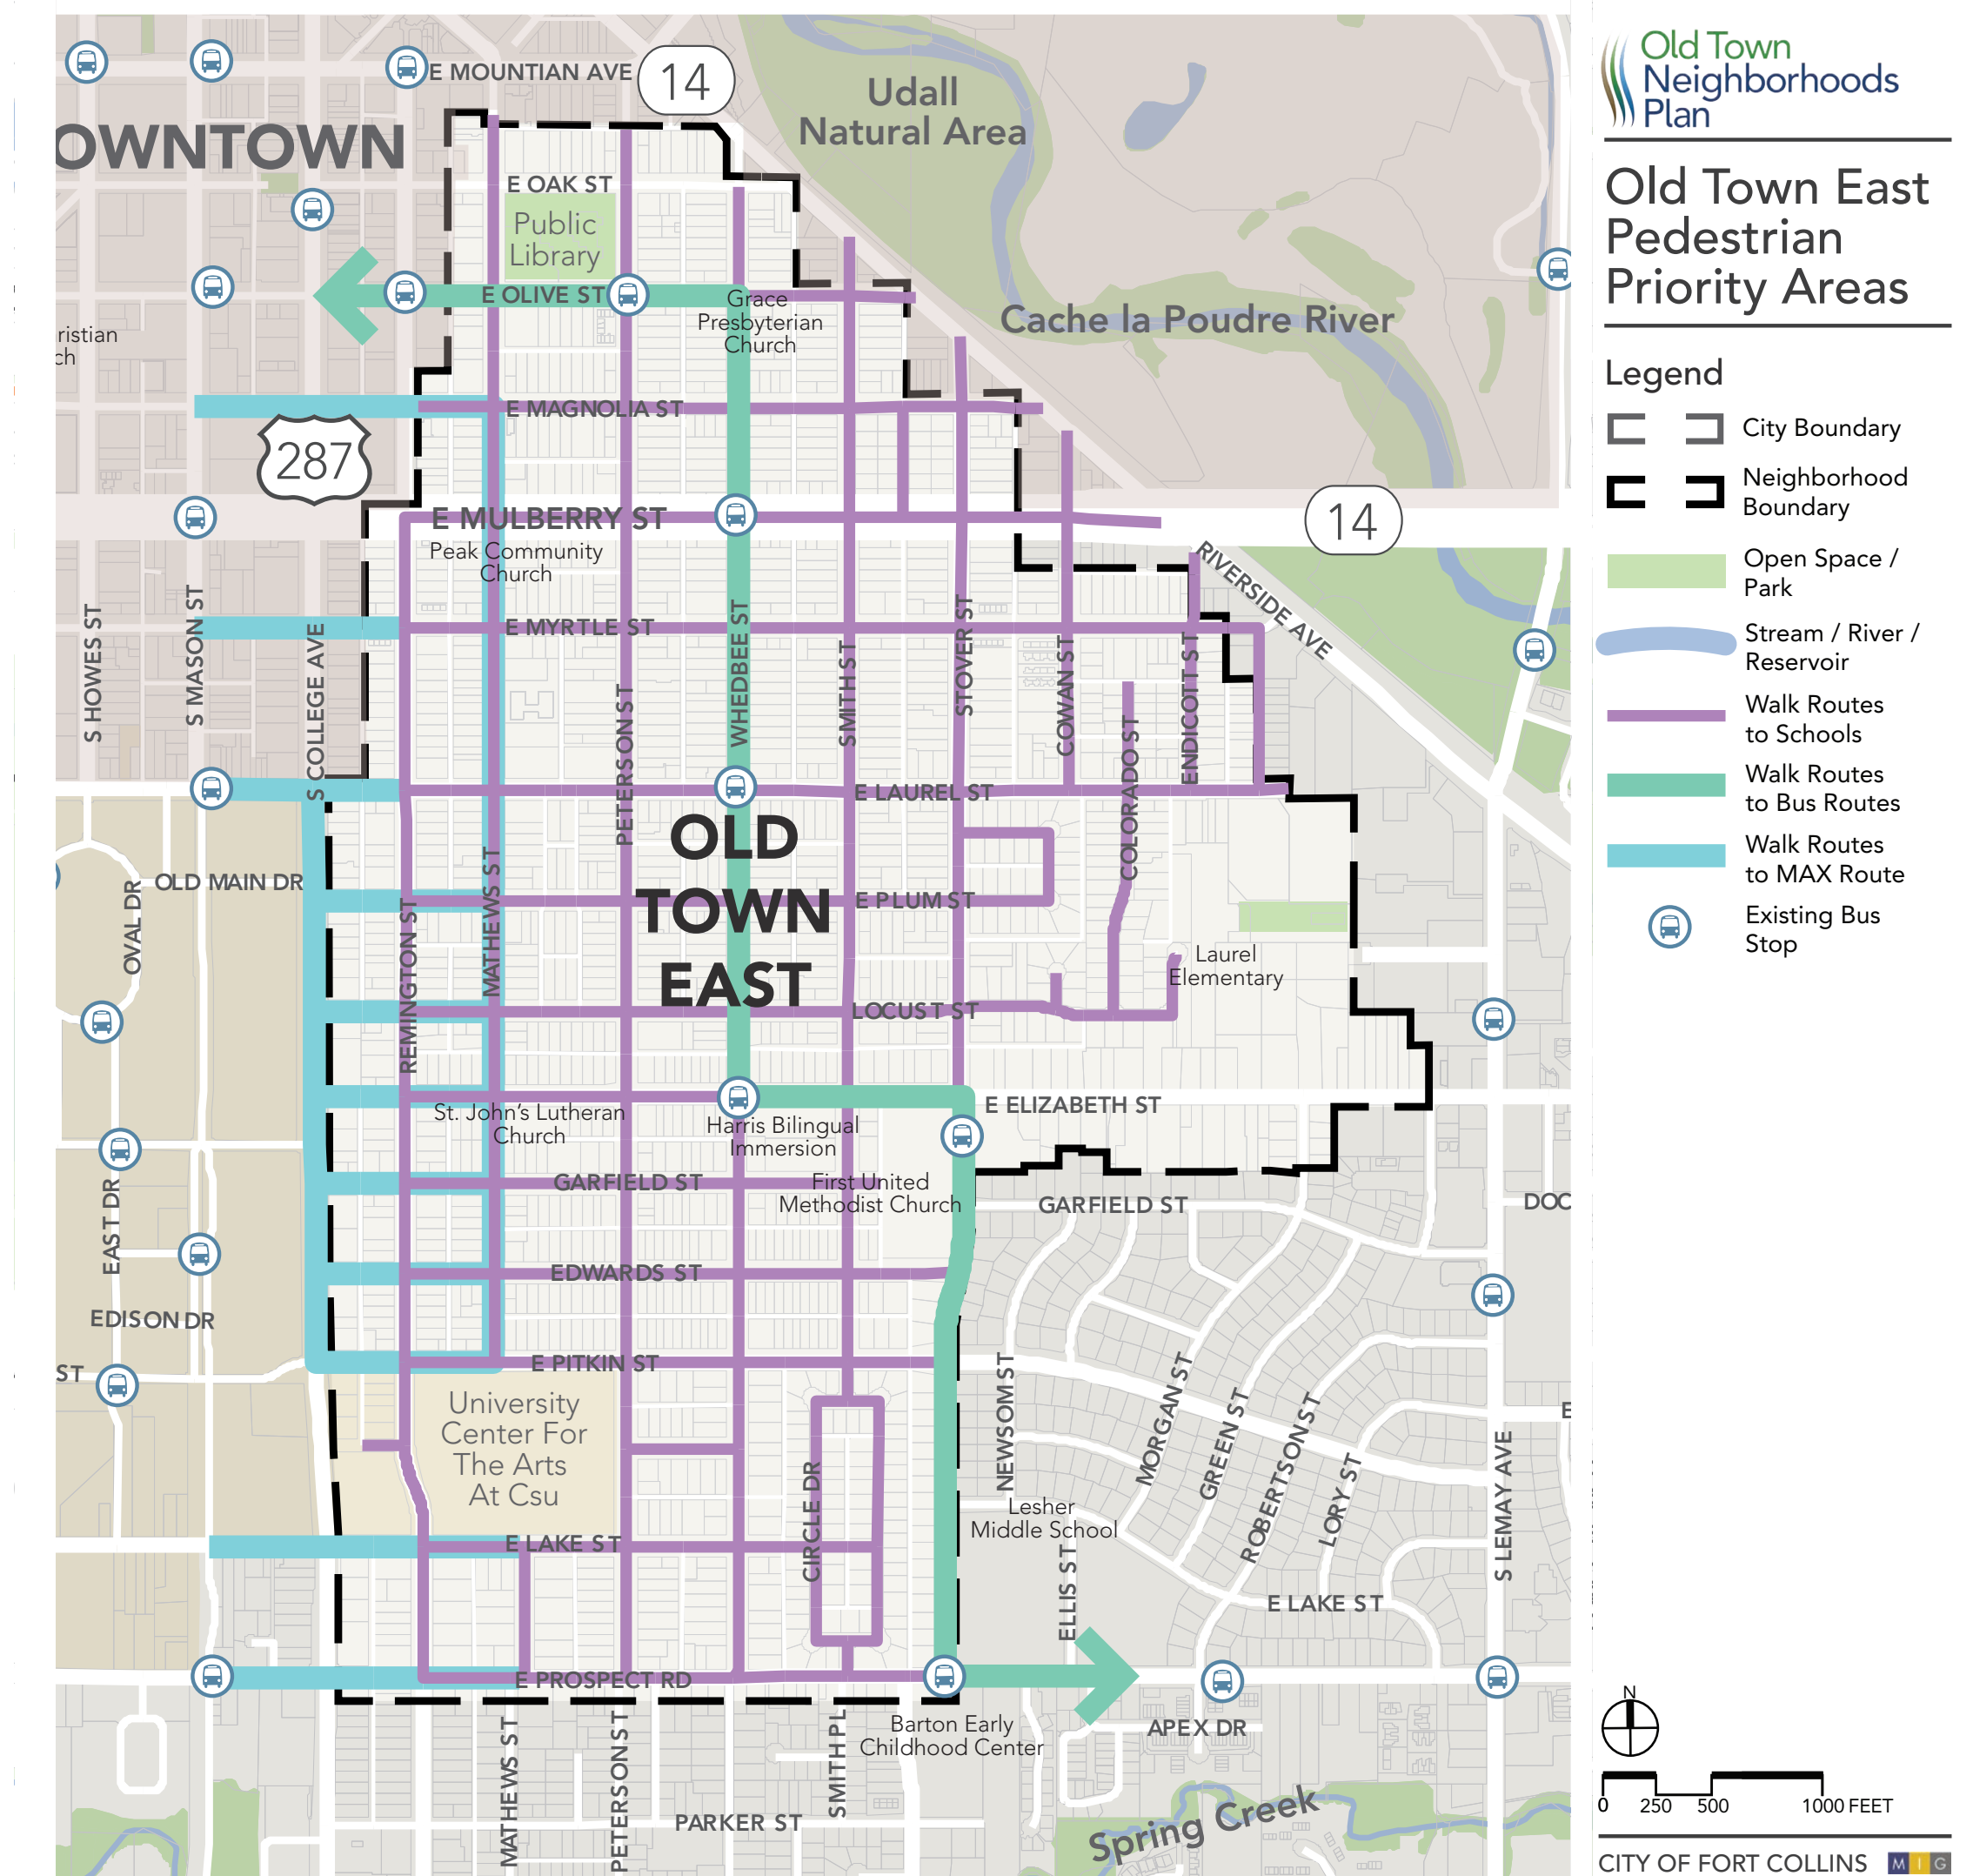 E MOUNTIAN AVE
14
Udall
Natural Area
OWNTOWN
E OAK ST
Public
Library
E OLIVE ST
Grace
Presbyterian
Church
Cache la Poudre River
ristian
ch
E MAGNOLIA ST
287
E MULBERRY ST
14
Peak Community
Church
RIVERSIDE AVE
E MYRTLE ST
S HOWES ST
S MASON ST
S COLLEGE AVE
PETERSON ST
WHEDBEE ST
SMITH ST
STOVER ST
COWAN ST
COLORADO ST
ENDICOTT ST
E LAUREL ST
OLD
TOWN
EAST
OLD MAIN DR
OVAL DR
REMINGTON ST
MATHEWS ST
E PLUM ST
Laurel
Elementary
LOCUST ST
E ELIZABETH ST
St. John's Lutheran
Church
Harris Bilingual
Immersion
GARFIELD ST
First United
Methodist Church
GARFIELD ST
DOC
EAST DR
EDWARDS ST
EDISON DR
E PITKIN ST
ST
University
Center For
The Arts
At Csu
NEWSOM ST
MORGAN ST
GREEN ST
ROBERTSON ST
LORY ST
S LEMAY AVE
E
CIRCLE DR
Lesher
Middle School
E LAKE ST
ELLIS ST
E LAKE ST
E PROSPECT RD
Barton Early
Childhood Center
APEX DR
MATHEWS ST
PETERSON ST
SMITH PL
PARKER ST
Spring Creek
Old Town
Neighborhoods
Plan
Old Town East
Pedestrian
Priority Areas
Legend
City Boundary
Neighborhood
Boundary
Open Space /
Park
Stream / River /
Reservoir
Walk Routes
to Schools
Walk Routes
to Bus Routes
Walk Routes
to MAX Route
Existing Bus
Stop
N
0 250 500 1000 FEET
CITY OF FORT COLLINS M I G